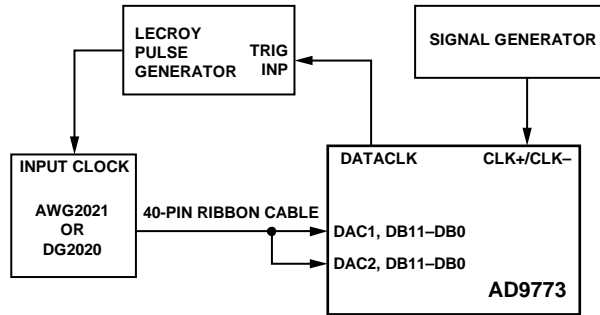 LECROY
PULSE
GENERATOR
TRIG
INP
SIGNAL GENERATOR
INPUT CLOCK
AWG2021
OR
DG2020
40-PIN RIBBON CABLE
DATACLK
CLK+/CLK–
DAC1, DB11–DB0
DAC2, DB11–DB0
AD9773